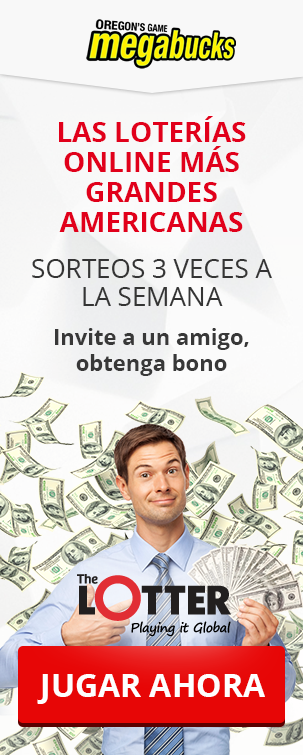 OREGON'S GAME
megabucks
LAS LOTERÍAS
ONLINE MÁS
GRANDES
AMERICANAS
SORTEOS 3 VECES A
LA SEMANA
Invite a un amigo,
obtenga bono
The
LOTTER
Playing it Global
JUGAR AHORA